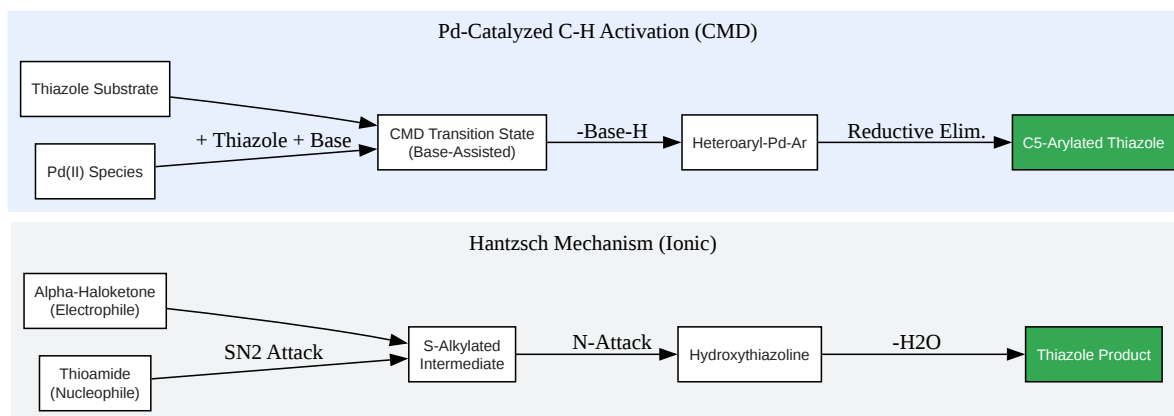 Pd-Catalyzed C-H Activation (CMD)
Thiazole Substrate
Pd(II) Species
+ Thiazole + Base
CMD Transition State
(Base-Assisted)
-Base-H
Heteroaryl-Pd-Ar
Reductive Elim.
C5-Arylated Thiazole
Hantzsch Mechanism (Ionic)
Alpha-Haloketone
(Electrophile)
Thioamide
(Nucleophile)
SN2 Attack
S-Alkylated
Intermediate
N-Attack
Hydroxythiazoline
-H2O
Thiazole Product